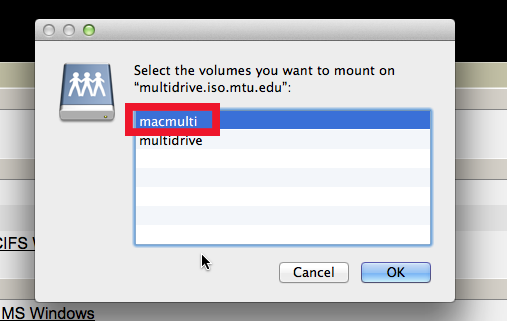 Select the volumes you want to mount on
“multidrive.iso.mtu.edu”:
macmulti
multidrive
CIFS
Cancel
OK
MS Windows